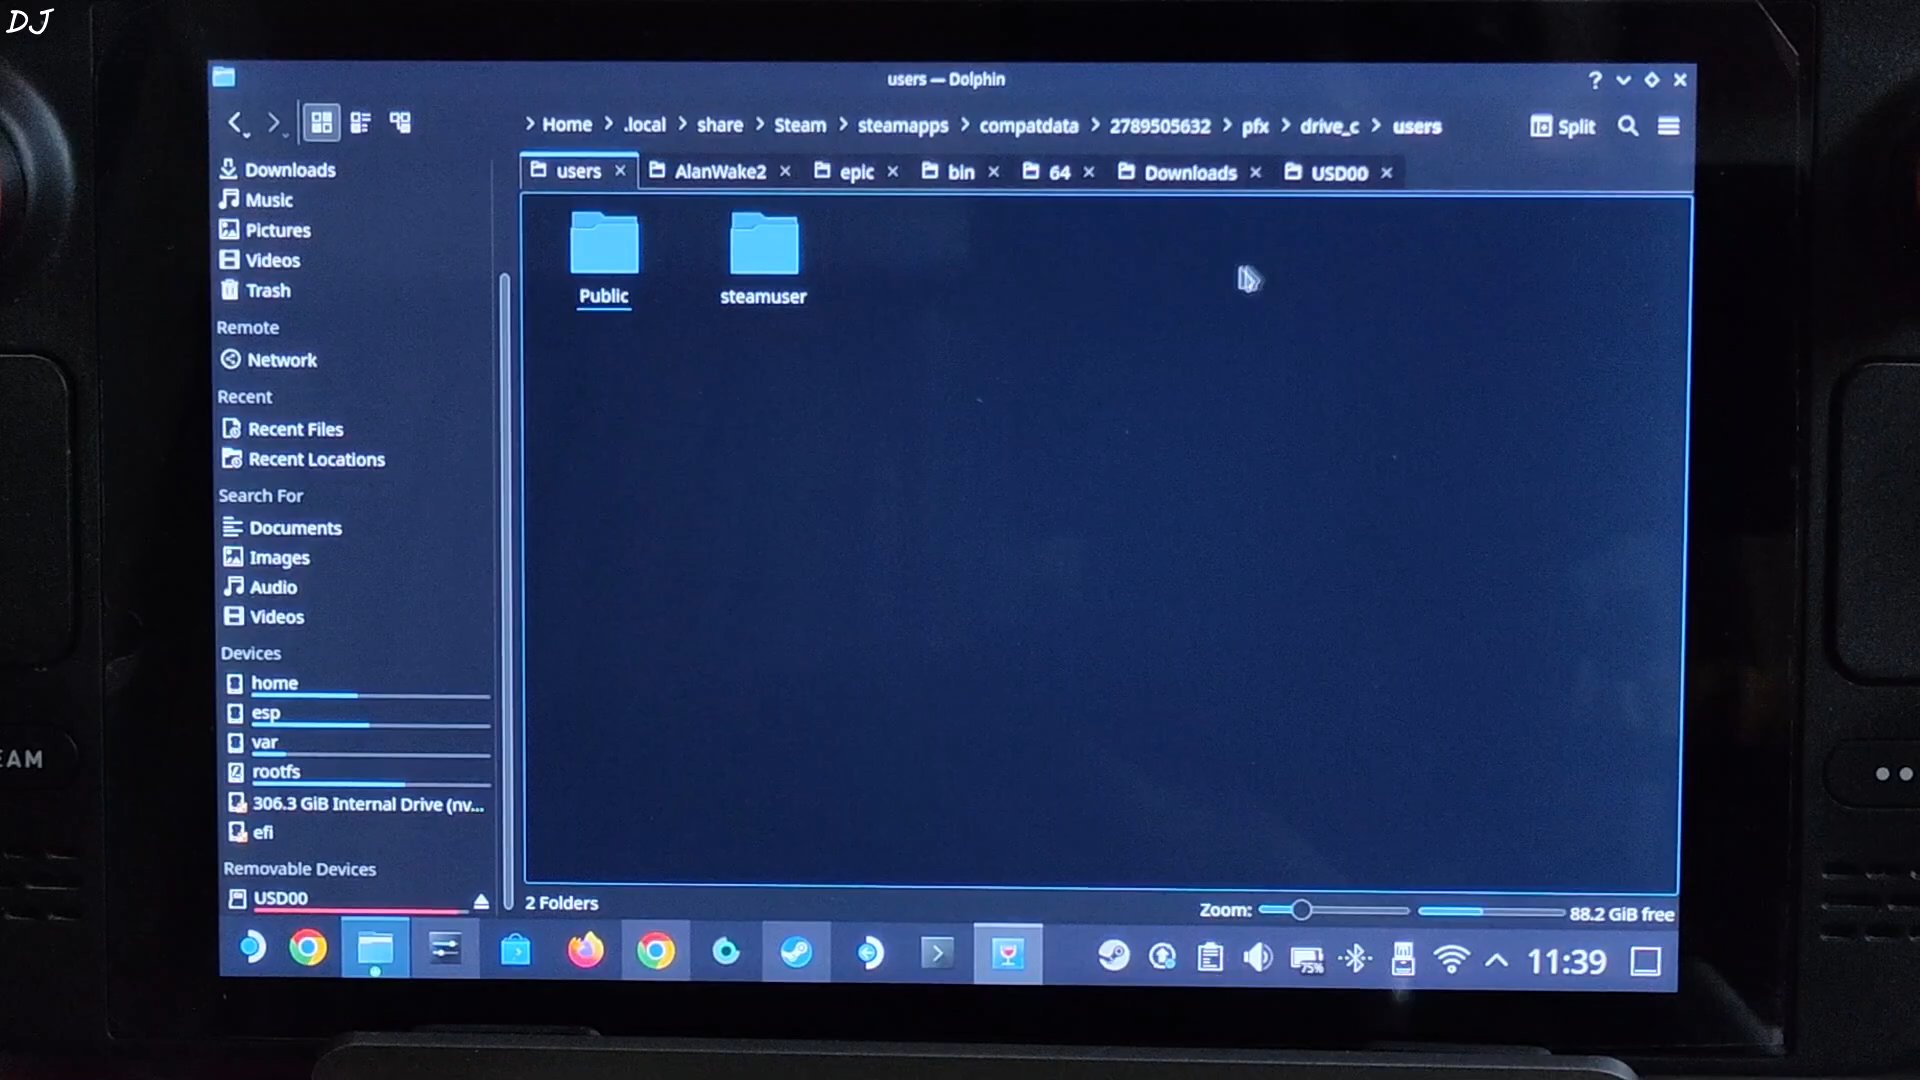 DJ
users — Dolphin
Home > .local > share > Steam > steamapps > compatdata > 2789505632 > pfx > drive_c > users
Split
users
AlanWake2
epic
bin
64
Downloads
USD00
Downloads
Music
Pictures
Videos
Trash
Remote
Network
Recent
Recent Files
Recent Locations
Search For
Documents
Images
Audio
Videos
Devices
home
esp
var
rootfs
306.3 GiB Internal Drive (nv...
efi
Removable Devices
USD00
Public
steamuser
2 Folders
Zoom:
88.2 GiB free
75%
11:39
EAM